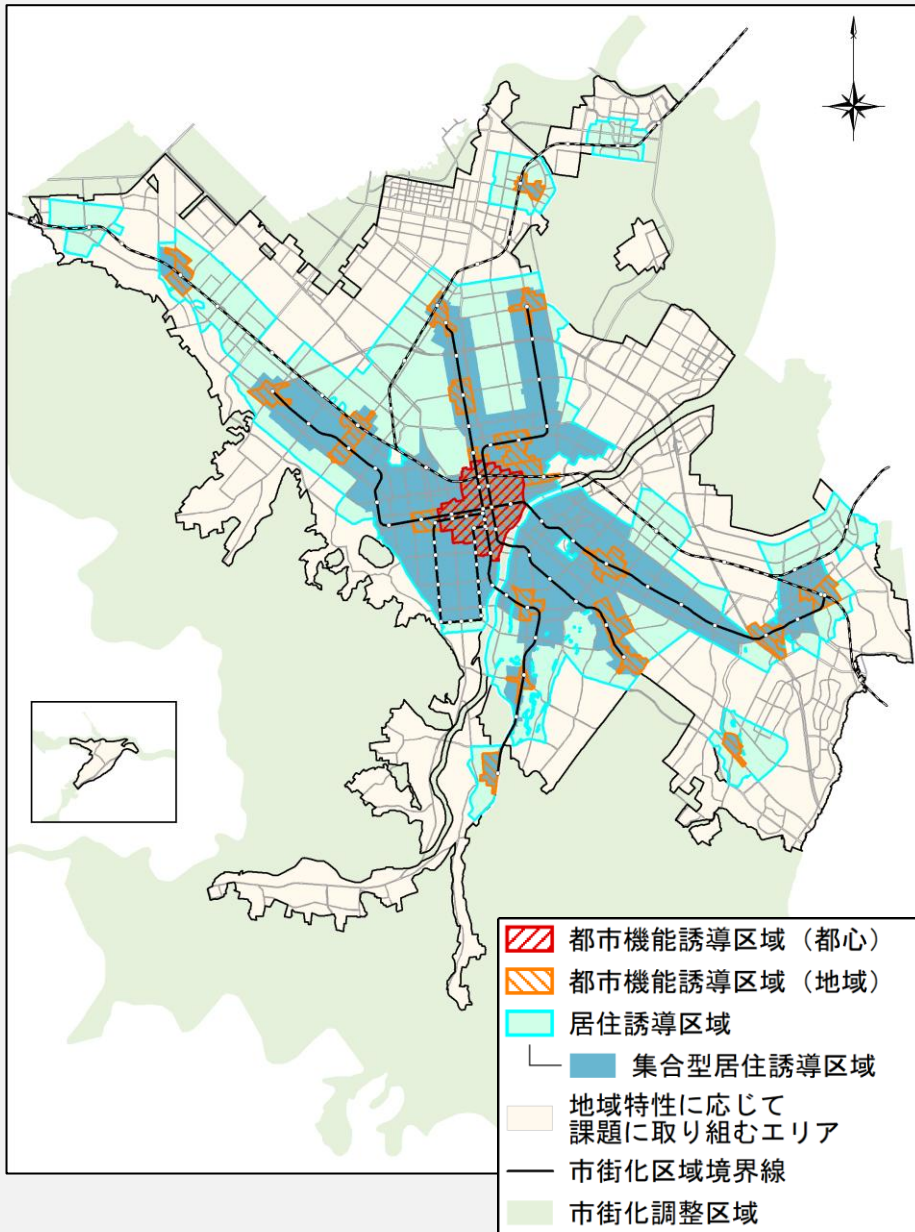 都市機能誘導区域（都心）
都市機能誘導区域（地域）
居住誘導区域
集合型居住誘導区域
地域特性に応じて
課題に取り組むエリア
市街化区域境界線
市街化調整区域